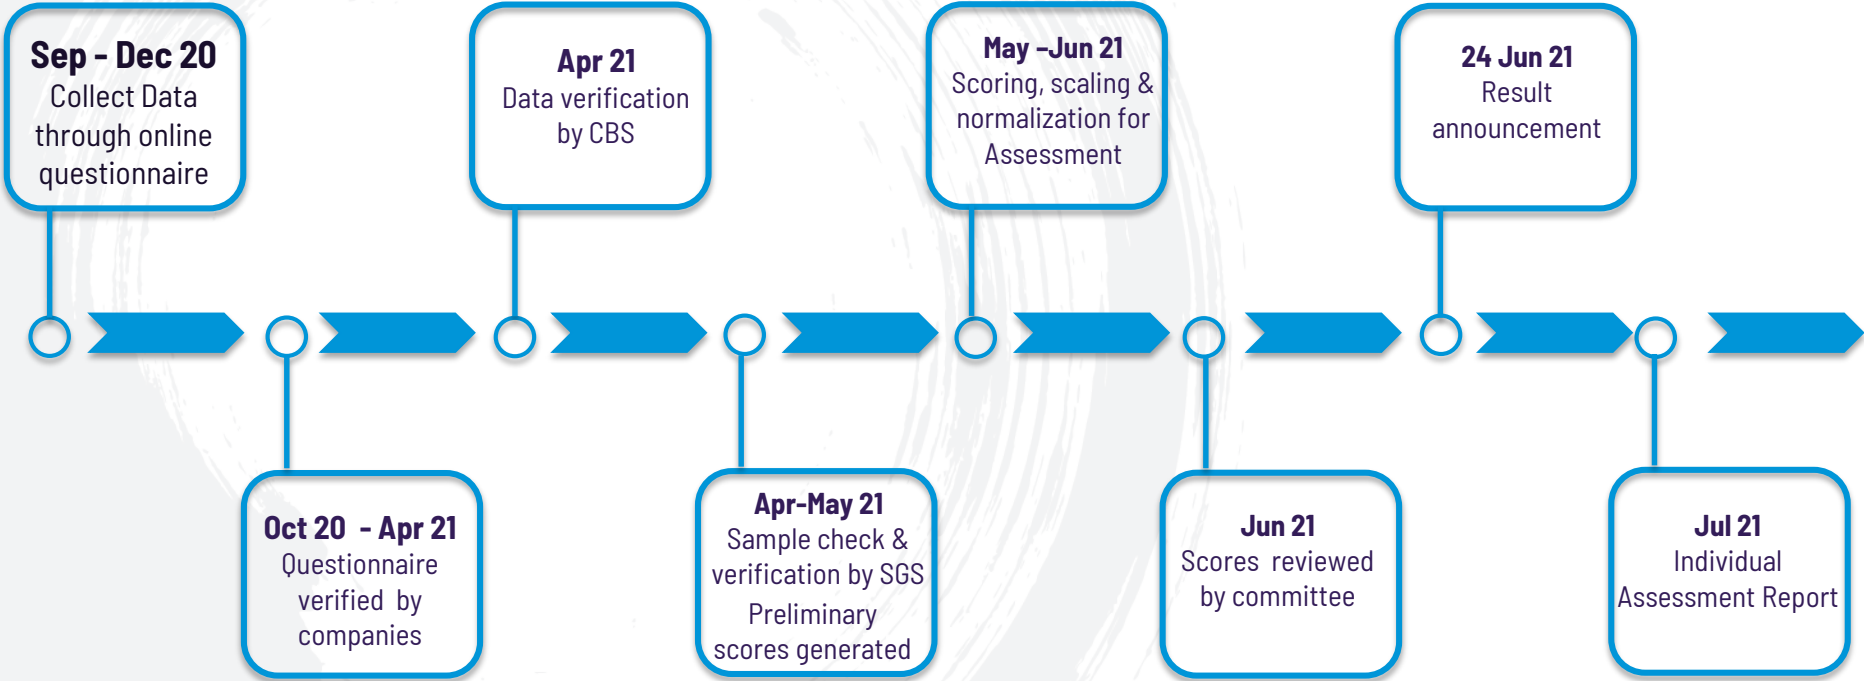 Sep - Dec 20
Collect Data
through online
questionnaire
Oct 20 - Apr 21
Questionnaire
verified by
companies
Apr 21
Data verification
by CBS
Apr-May 21
Sample check &
verification by SGS
Preliminary
scores generated
May –Jun 21
Scoring, scaling &
normalization for
Assessment
Jun 21
Scores reviewed
by committee
24 Jun 21
Result
announcement
Jul 21
Individual
Assessment Report